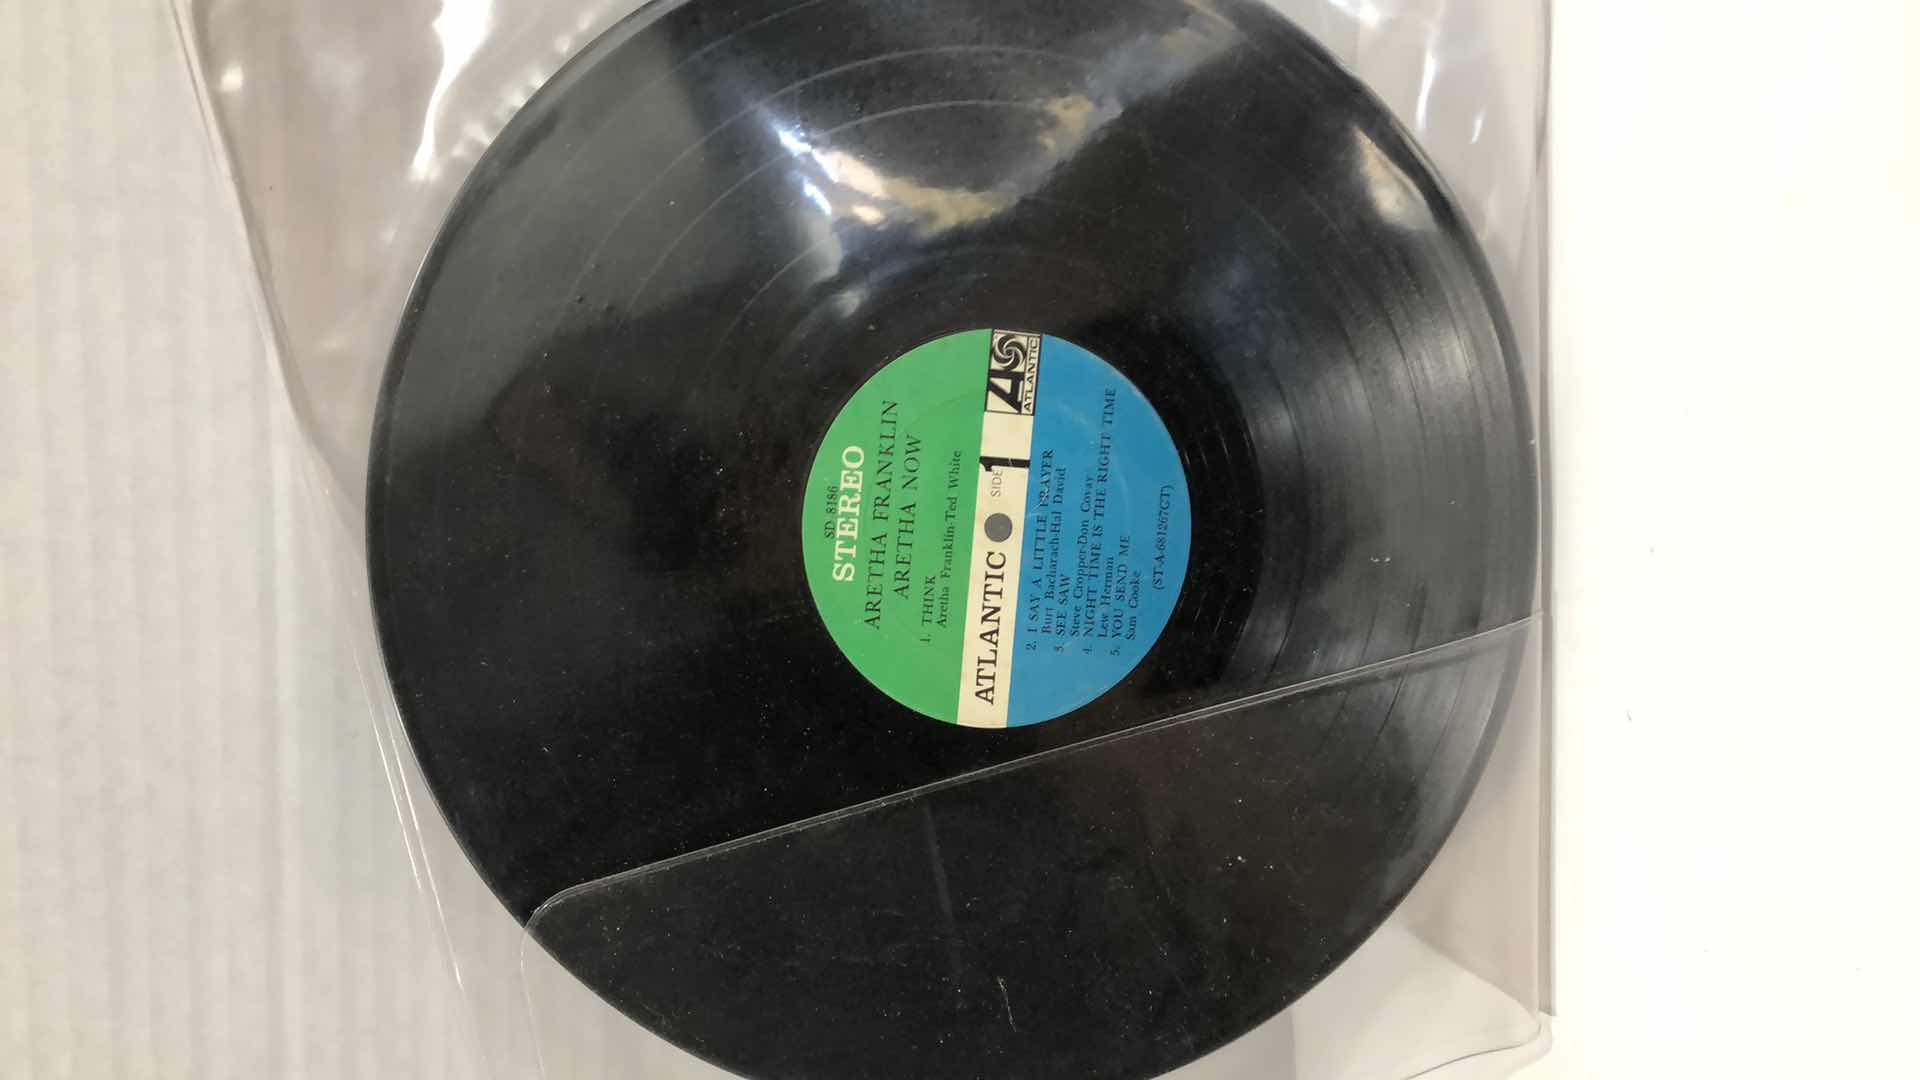 SD 8186
STEREO
ARETHA FRANKLIN
ARETHA NOW
1. THINK
Aretha Franklin-Ted White
ATLANTIC
SIDE 1
ATLANTIC
2. I SAY A LITTLE PRAYER
Burt Bacharach-Hal David
3. SEE SAW
Steve Cropper-Don Covay
4. NIGHT TIME IS THE RIGHT TIME
Lew Herman
5. YOU SEND ME
Sam Cooke
(ST-A-681267CT)